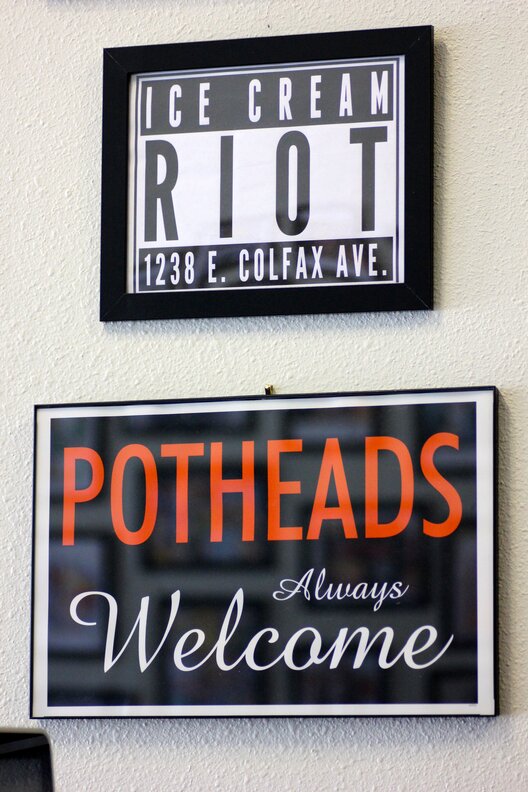 ICE CREAM
RIOT
1238 E. COLFAX AVE.
POTHEADS
Always
Welcome